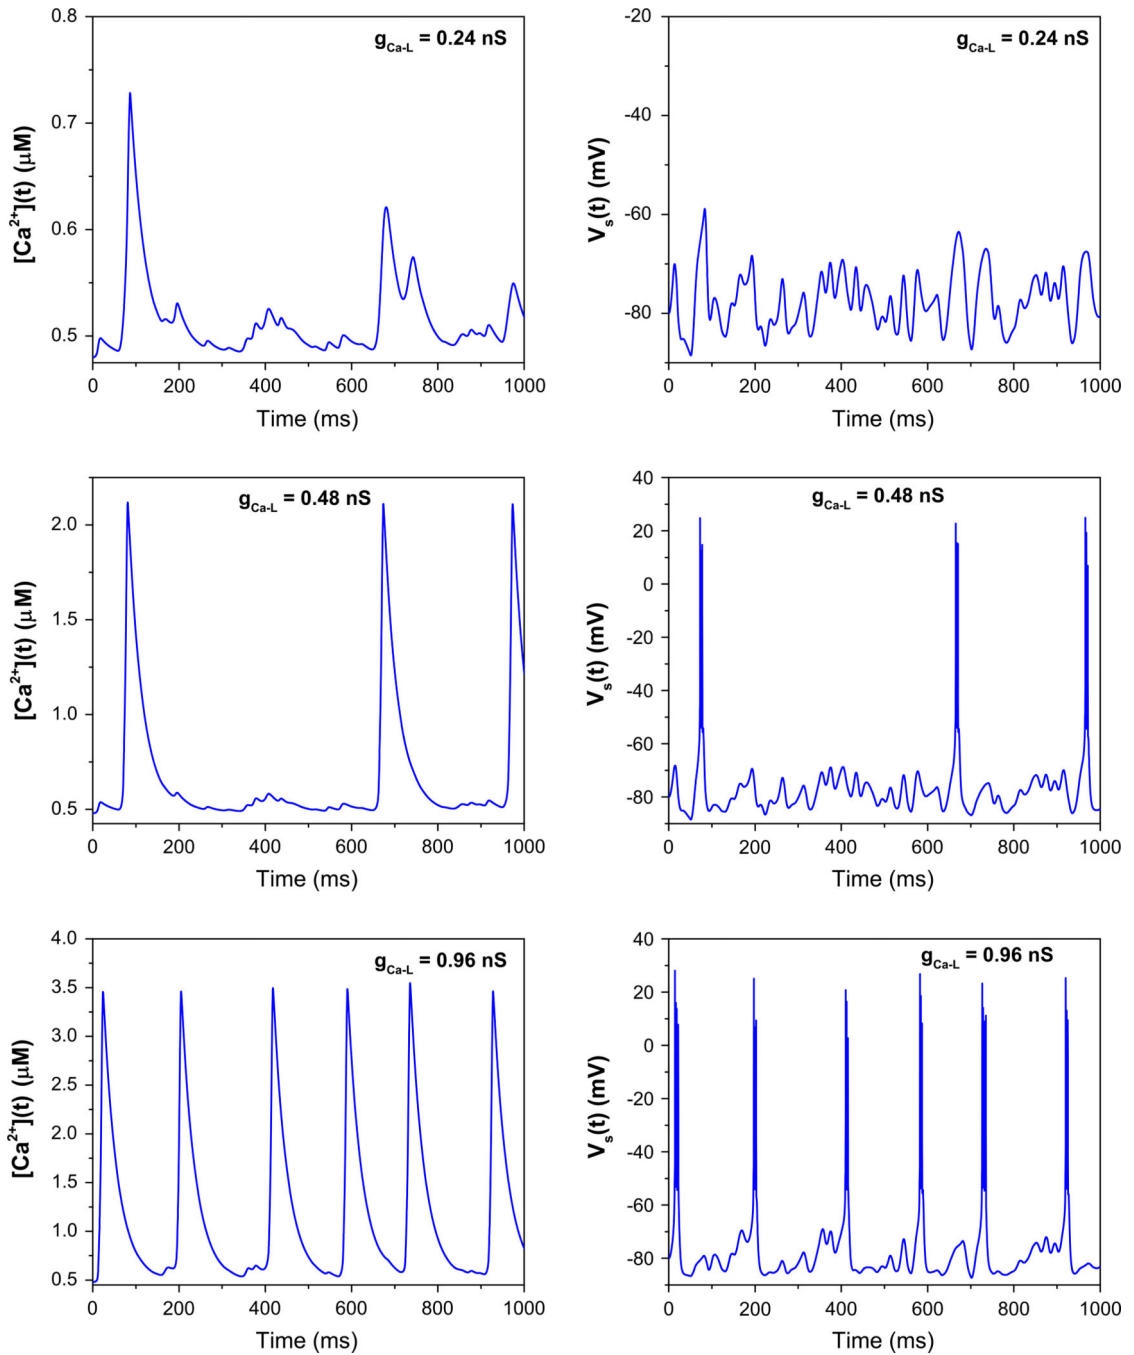 g_Ca-L = 0.24 nS
[Ca²⁺](t) (μM)
0.8
0.7
0.6
0.5
0 200 400 600 800 1000
Time (ms)
g_Ca-L = 0.24 nS
V_s(t) (mV)
-20
-40
-60
-80
0 200 400 600 800 1000
Time (ms)
g_Ca-L = 0.48 nS
[Ca²⁺](t) (μM)
2.0
1.5
1.0
0.5
0 200 400 600 800 1000
Time (ms)
g_Ca-L = 0.48 nS
V_s(t) (mV)
40
20
0
-20
-40
-60
-80
0 200 400 600 800 1000
Time (ms)
g_Ca-L = 0.96 nS
[Ca²⁺](t) (μM)
4.0
3.5
3.0
2.5
2.0
1.5
1.0
0.5
0 200 400 600 800 1000
Time (ms)
g_Ca-L = 0.96 nS
V_s(t) (mV)
40
20
0
-20
-40
-60
-80
0 200 400 600 800 1000
Time (ms)